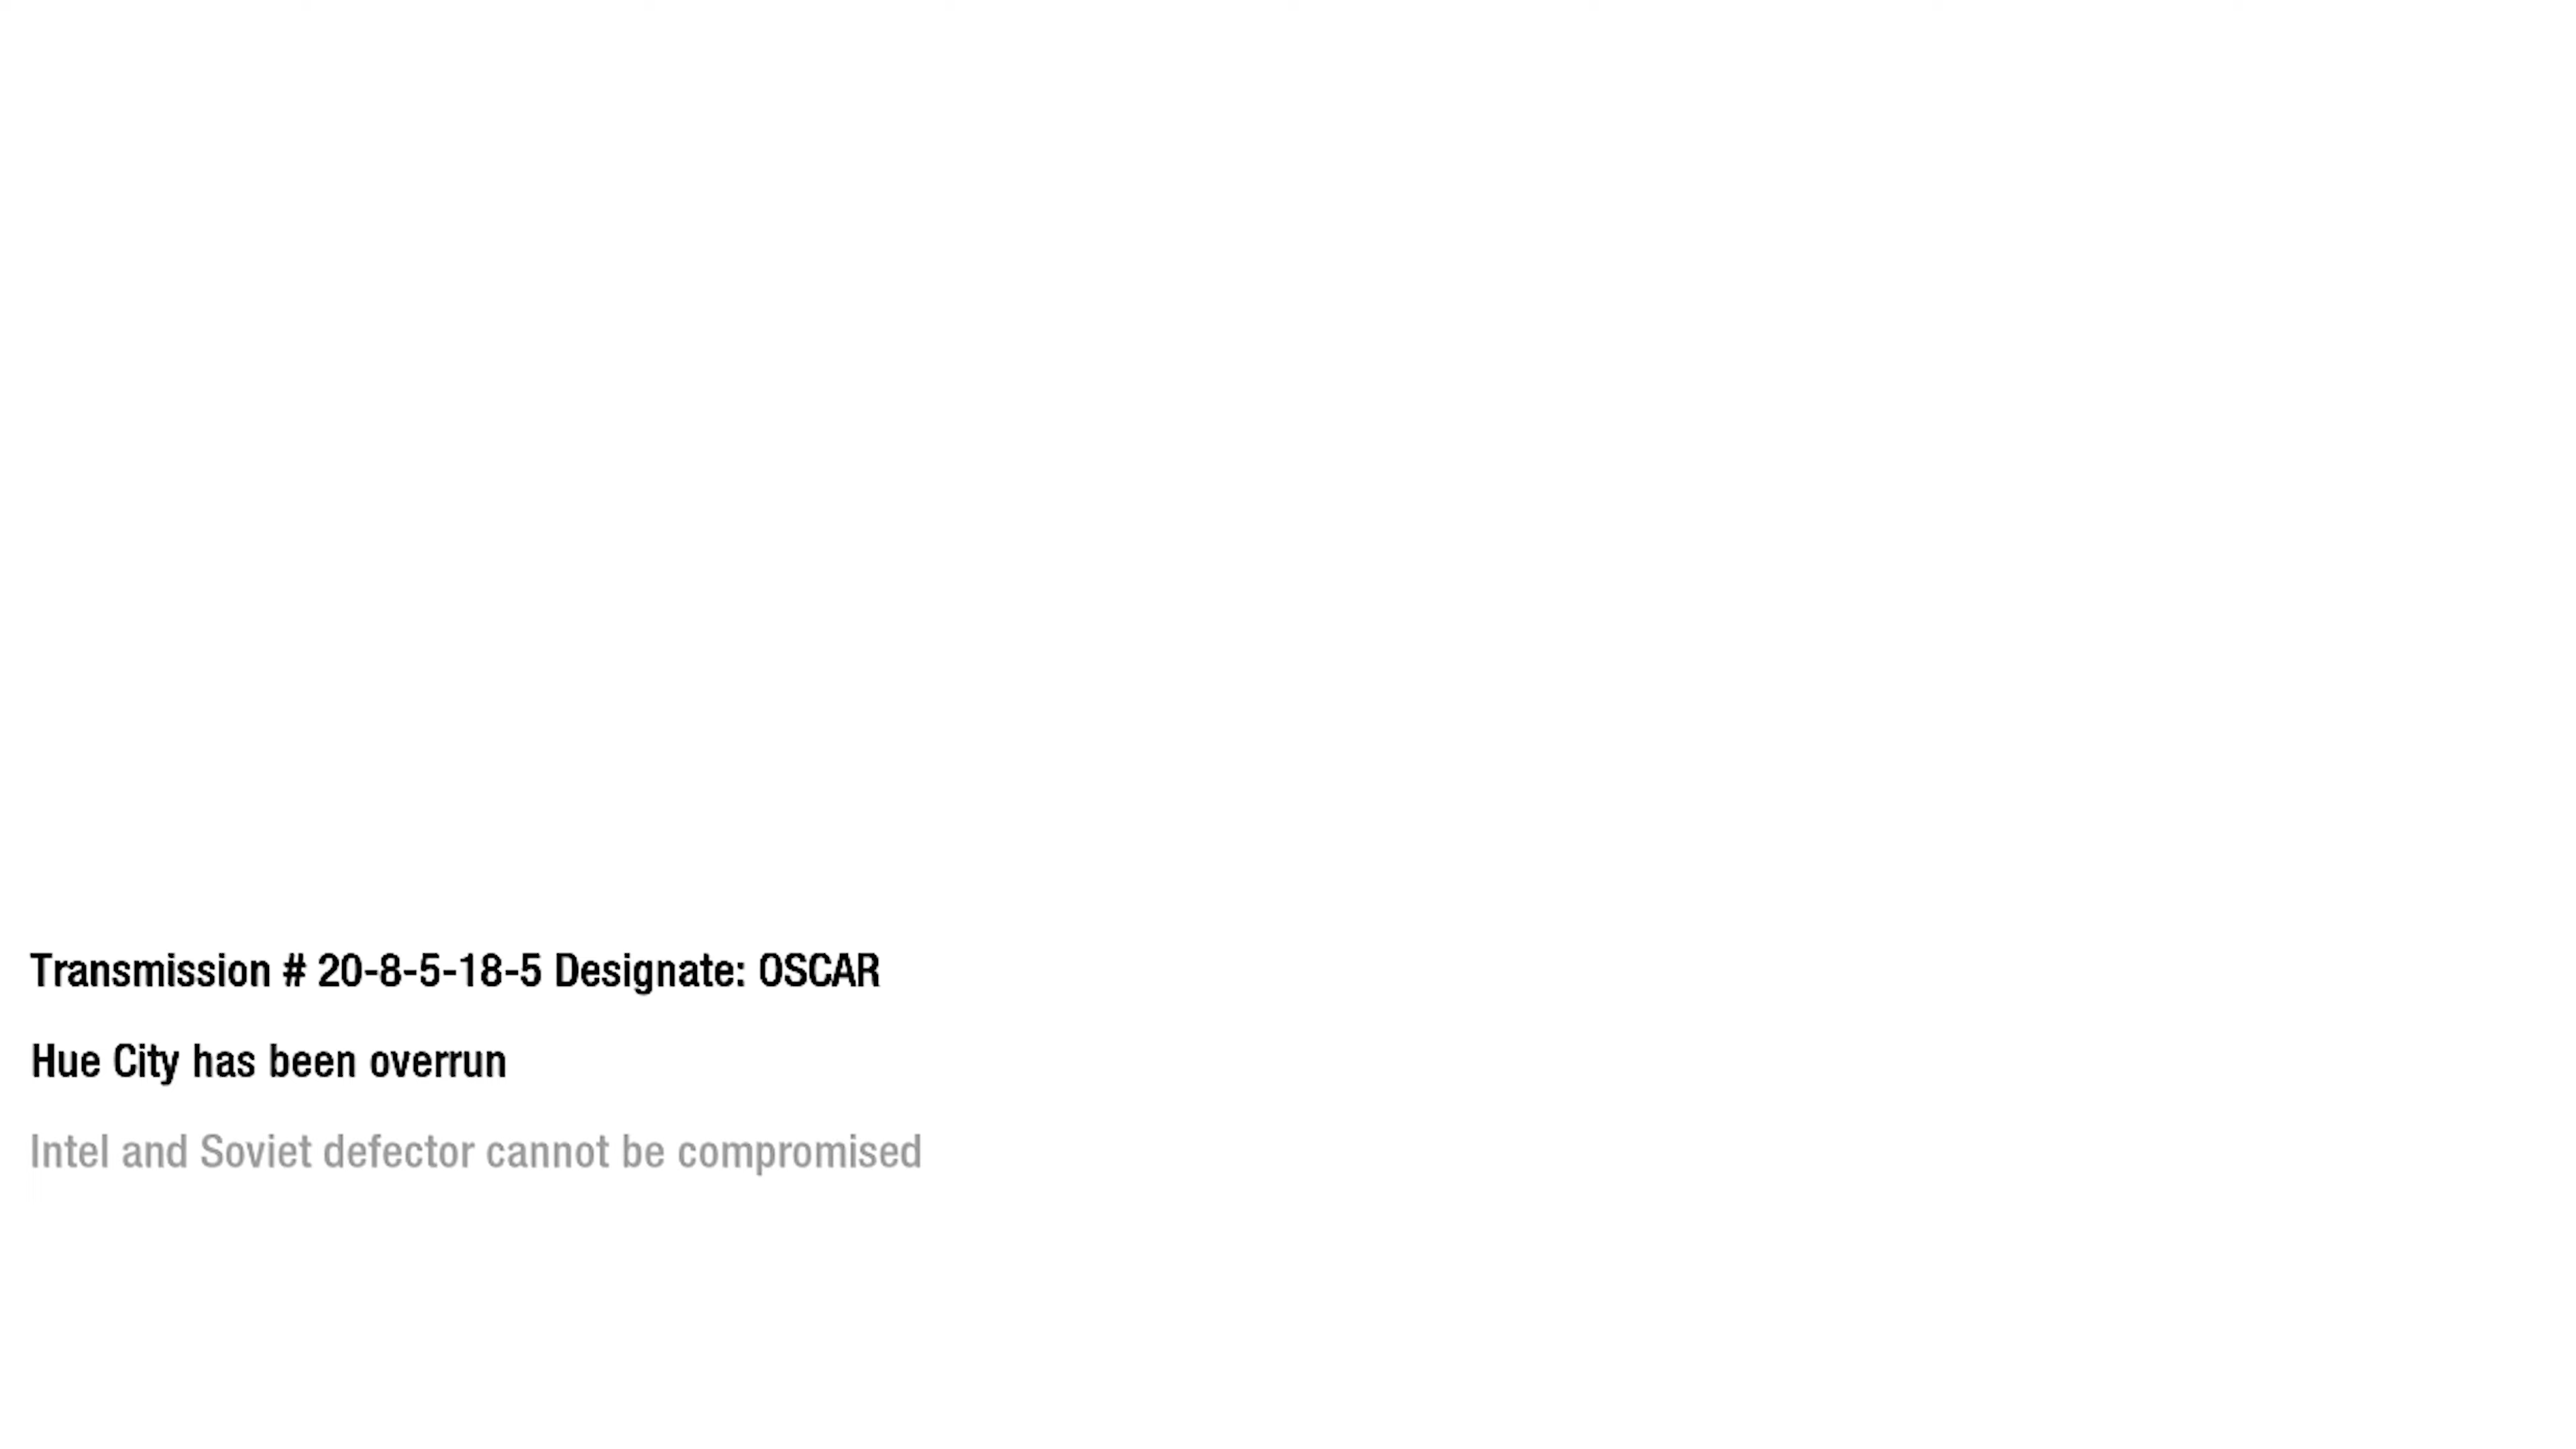 Transmission # 20-8-5-18-5 Designate: OSCAR
Hue City has been overrun
Intel and Soviet defector cannot be compromised